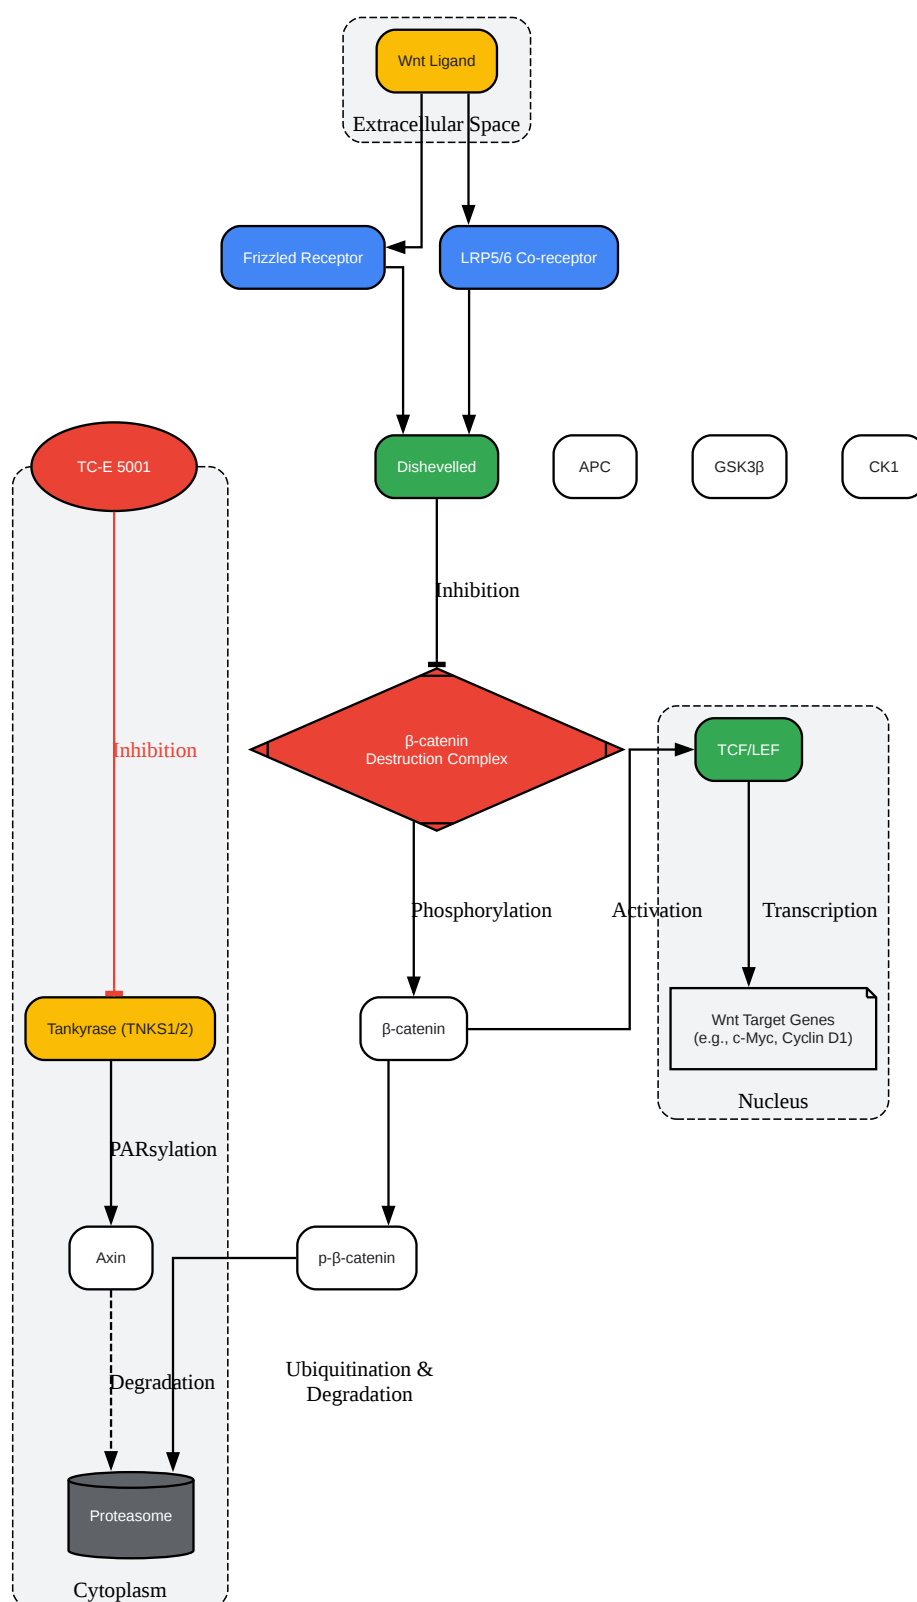 Wnt Ligand
Extracellular Space
Frizzled Receptor
LRP5/6 Co-receptor
TC-E 5001
Dishevelled
APC
GSK3β
CK1
Inhibition
Inhibition
β-catenin
Destruction Complex
TCF/LEF
Phosphorylation
Activation
Transcription
Tankyrase (TNKS1/2)
β-catenin
Wnt Target Genes
(e.g., c-Myc, Cyclin D1)
Nucleus
PARsylation
Axin
p-β-catenin
Degradation
Ubiquitination &
Degradation
Proteasome
Cytoplasm